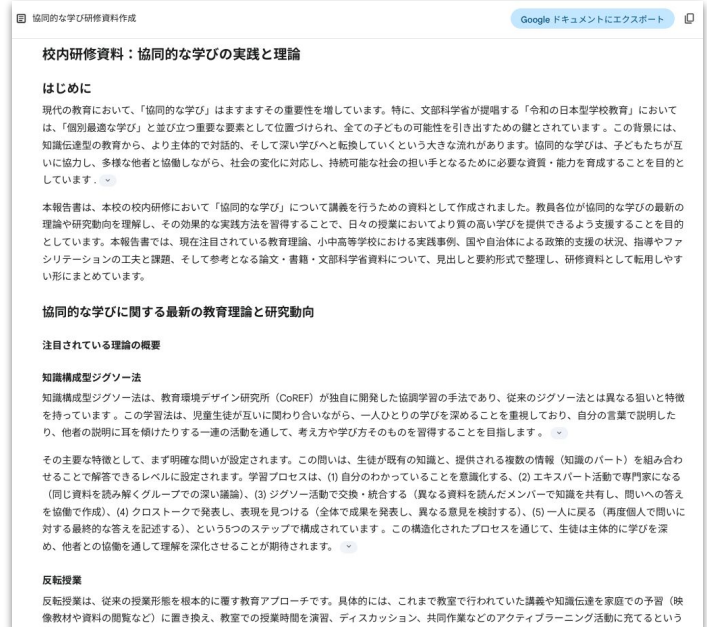 協同的な学び研修資料作成
Google ドキュメントにエクスポート
校内研修資料：協同的な学びの実践と理論
はじめに
現代の教育において、「協同的な学び」はますますその重要性を増しています。特に、文部科学省が提唱する「令和の日本型学校教育」において
は、「個別最適な学び」と並び立つ重要な要素として位置づけられ、全ての子どもの可能性を引き出すための鍵とされています 。この背景には、
知識伝達型の教育から、より主体的で対話的、そして深い学びへと転換していくという大きな流れがあります。協同的な学びは、子どもたちが互
いに協力し、多様な他者と協働しながら、社会の変化に対応し、持続可能な社会の担い手となるために必要な資質・能力を育成することを目的と
しています .
本報告書は、本校の校内研修において「協同的な学び」について講義を行うための資料として作成されました。教員各位が協同的な学びの最新の
理論や研究動向を理解し、その効果的な実践方法を習得することで、日々の授業においてより質の高い学びを提供できるよう支援することを目的
としています。本報告書では、現在注目されている教育理論、小中高等学校における実践事例、国や自治体による政策的支援の状況、指導やファ
シリテーションの工夫と課題、そして参考となる論文・書籍・文部科学省資料について、見出しと要約形式で整理し、研修資料として転用しやす
い形にまとめています。
協同的な学びに関する最新の教育理論と研究動向
注目されている理論の概要
知識構成型ジグソー法
知識構成型ジグソー法は、教育環境デザイン研究所（CoREF）が独自に開発した協調学習の手法であり、従来のジグソー法とは異なる狙いと特徴
を持っています 。この学習法は、児童生徒が互いに関わり合いながら、一人ひとりの学びを深めることを重視しており、自分の言葉で説明した
り、他者の説明に耳を傾けたりする一連の活動を通して、考え方や学び方そのものを習得することを目指します 。
その主要な特徴として、まず明確な問いが設定されます。この問いは、生徒が既有の知識と、提供される複数の情報（知識のパート）を組み合わ
せることで解答できるレベルに設定されます。学習プロセスは、(1) 自分のわかっていることを意識化する、(2) エキスパート活動で専門家になる
（同じ資料を読み解くグループでの深い議論）、(3) ジグソー活動で交換・統合する（異なる資料を読んだメンバーで知識を共有し、問いへの答え
を協働で作成）、(4) クロストークで発表し、表現を見つける（全体で成果を発表し、異なる意見を検討する）、(5) 一人に戻る（再度個人で問いに
対する最終的な答えを記述する）、という5つのステップで構成されています 。この構造化されたプロセスを通じて、生徒は主体的に学びを深
め、他者との協働を通して理解を深化させることが期待されます。
反転授業
反転授業は、従来の授業形態を根本的に覆す教育アプローチです。具体的には、これまで教室で行われていた講義や知識伝達を家庭での予習（映
像教材や資料の閲覧など）に置き換え、教室での授業時間を演習、ディスカッション、共同作業などのアクティブラーニング活動に充てるという